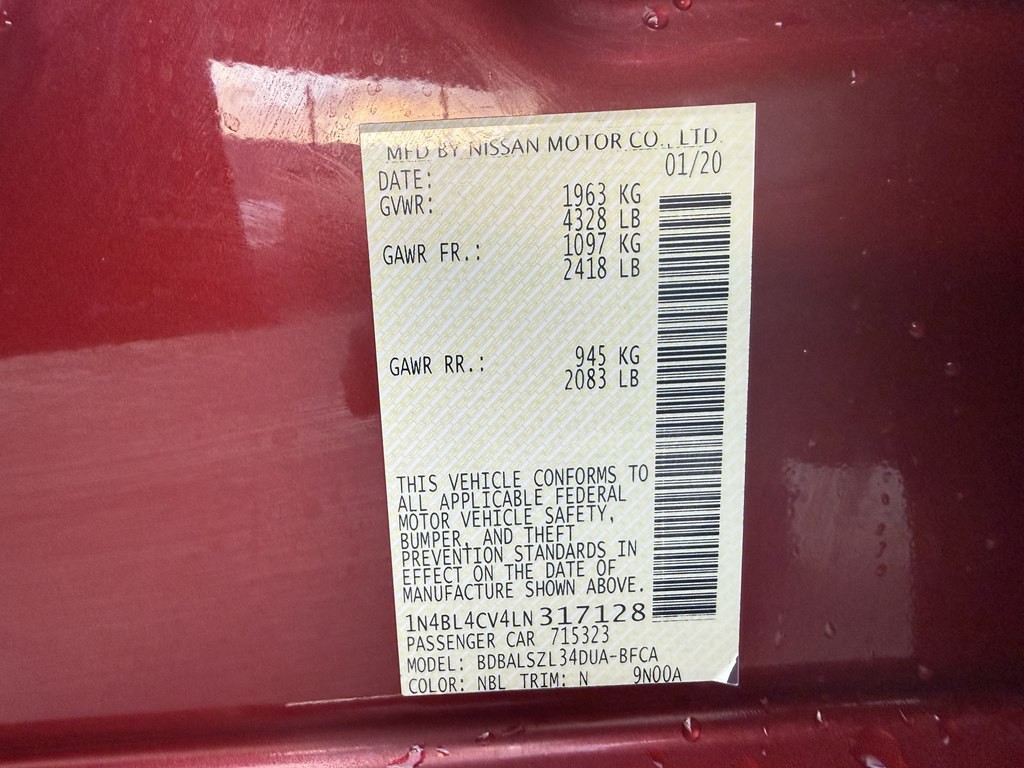 MFD BY NISSAN MOTOR CO., LTD.
DATE: 01/20
GVWR: 1963 KG
4328 LB
GAWR FR.: 1097 KG
2418 LB
GAWR RR.: 945 KG
2083 LB
THIS VEHICLE CONFORMS TO
ALL APPLICABLE FEDERAL
MOTOR VEHICLE SAFETY,
BUMPER, AND THEFT
PREVENTION STANDARDS IN
EFFECT ON THE DATE OF
MANUFACTURE SHOWN ABOVE.
1N4BL4CV4LN317128
PASSENGER CAR 715323
MODEL: BDBALSZL34DUA-BFCA
COLOR: NBL TRIM: N 9N00A